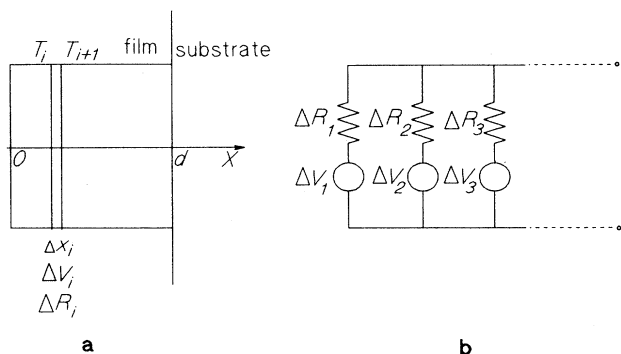 T_i T_{i+1} film substrate
O d X
Δx_i
ΔV_i
ΔR_i
a
ΔR_1 ΔR_2 ΔR_3
ΔV_1 ΔV_2 ΔV_3
b